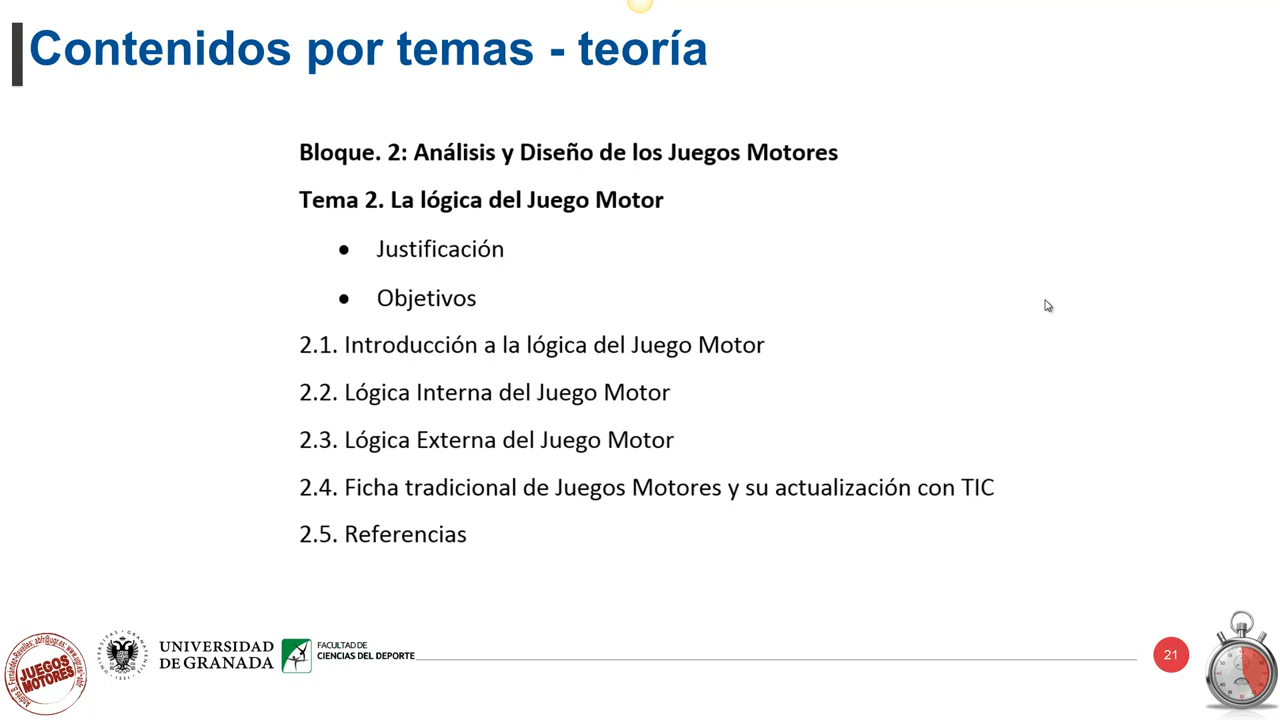 Contenidos por temas - teoría
Bloque. 2: Análisis y Diseño de los Juegos Motores
Tema 2. La lógica del Juego Motor
• Justificación
• Objetivos
2.1. Introducción a la lógica del Juego Motor
2.2. Lógica Interna del Juego Motor
2.3. Lógica Externa del Juego Motor
2.4. Ficha tradicional de Juegos Motores y su actualización con TIC
2.5. Referencias
JUEGOS
MOTORES
UNIVERSIDAD
DE GRANADA
FACULTAD DE
CIENCIAS DEL DEPORTE
21